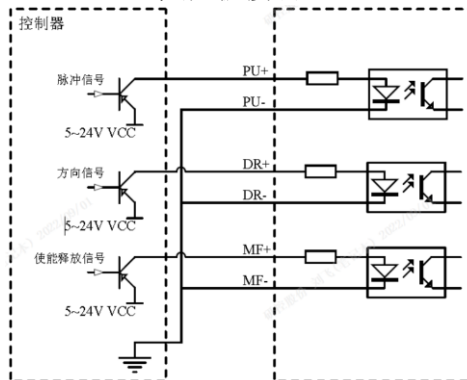 控制器
脉冲信号
PU+
PU-
5~24V VCC
方向信号
DR+
DR-
5~24V VCC
使能释放信号
MF+
MF-
5~24V VCC